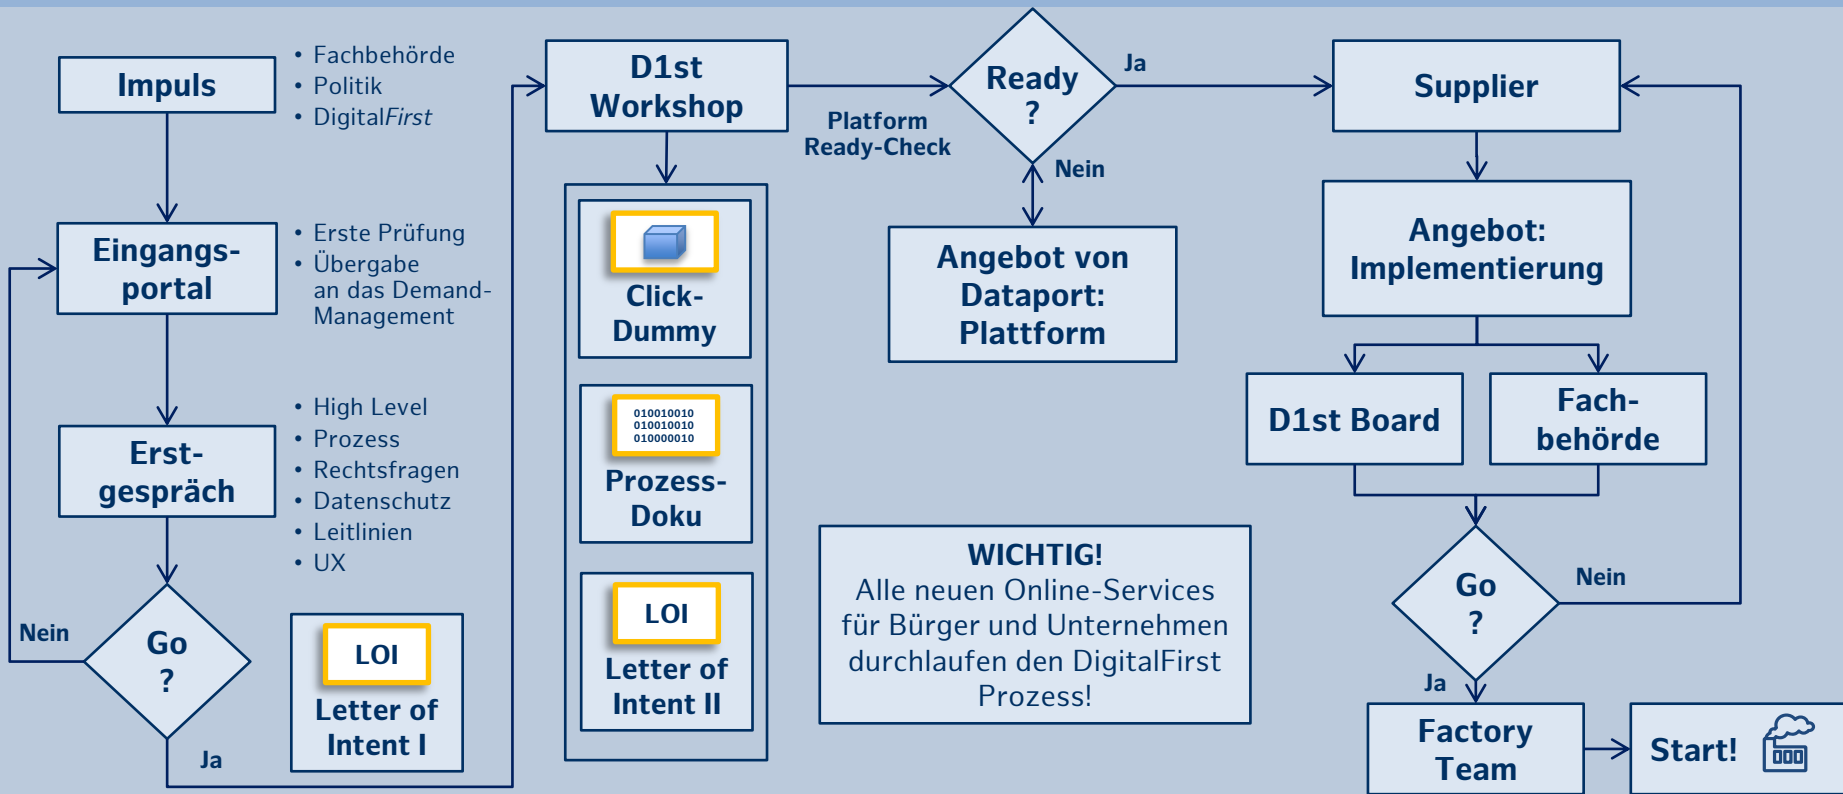 Impuls
• Fachbehörde
• Politik
• DigitalFirst
Eingangs-
portal
• Erste Prüfung
• Übergabe
an das Demand-
Management
Erst-
gespräch
• High Level
• Prozess
• Rechtsfragen
• Datenschutz
• Leitlinien
• UX
Go
?
Nein
Ja
LOI
Letter of
Intent I
D1st
Workshop
Click-
Dummy
010010010
010010010
010000010
Prozess-
Doku
LOI
Letter of
Intent II
Platform
Ready-Check
Ready
?
Ja
Nein
Angebot von
Dataport:
Plattform
WICHTIG!
Alle neuen Online-Services
für Bürger und Unternehmen
durchlaufen den DigitalFirst
Prozess!
Supplier
Angebot:
Implementierung
D1st Board
Fach-
behörde
Go
?
Nein
Ja
Factory
Team
Start!